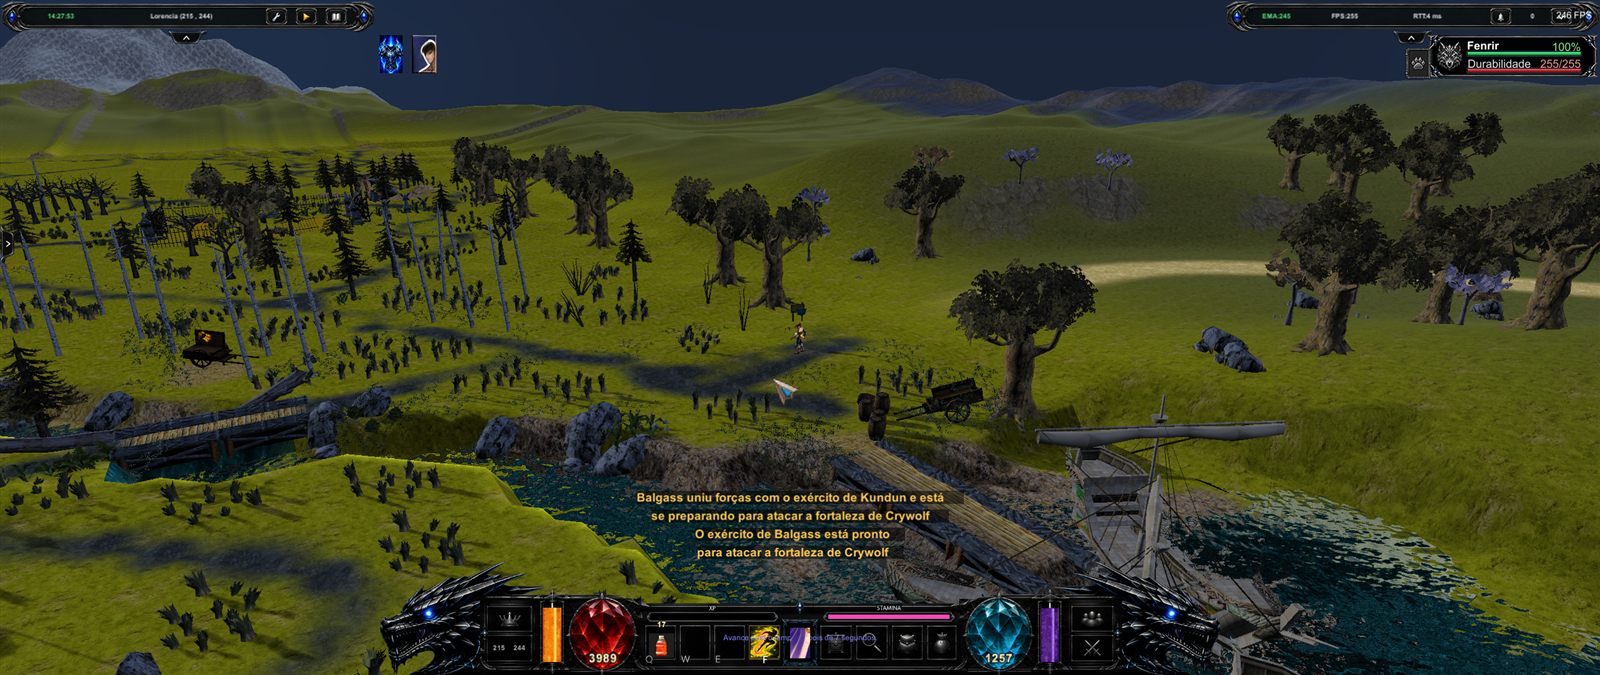 14:27:53
Lorencia (215 , 244)
EMA:245
FPS:255
RTT:4 ms
0
246 FPS
Fenrir
100%
Durabilidade
255/255
Balgass uniu forças com o exército de Kundun e está
se preparando para atacar a fortaleza de Crywolf
O exército de Balgass está pronto
para atacar a fortaleza de Crywolf
XP
STAMINA
17
215 244
3989
Q
W
E
F
Avance
segundos
1257